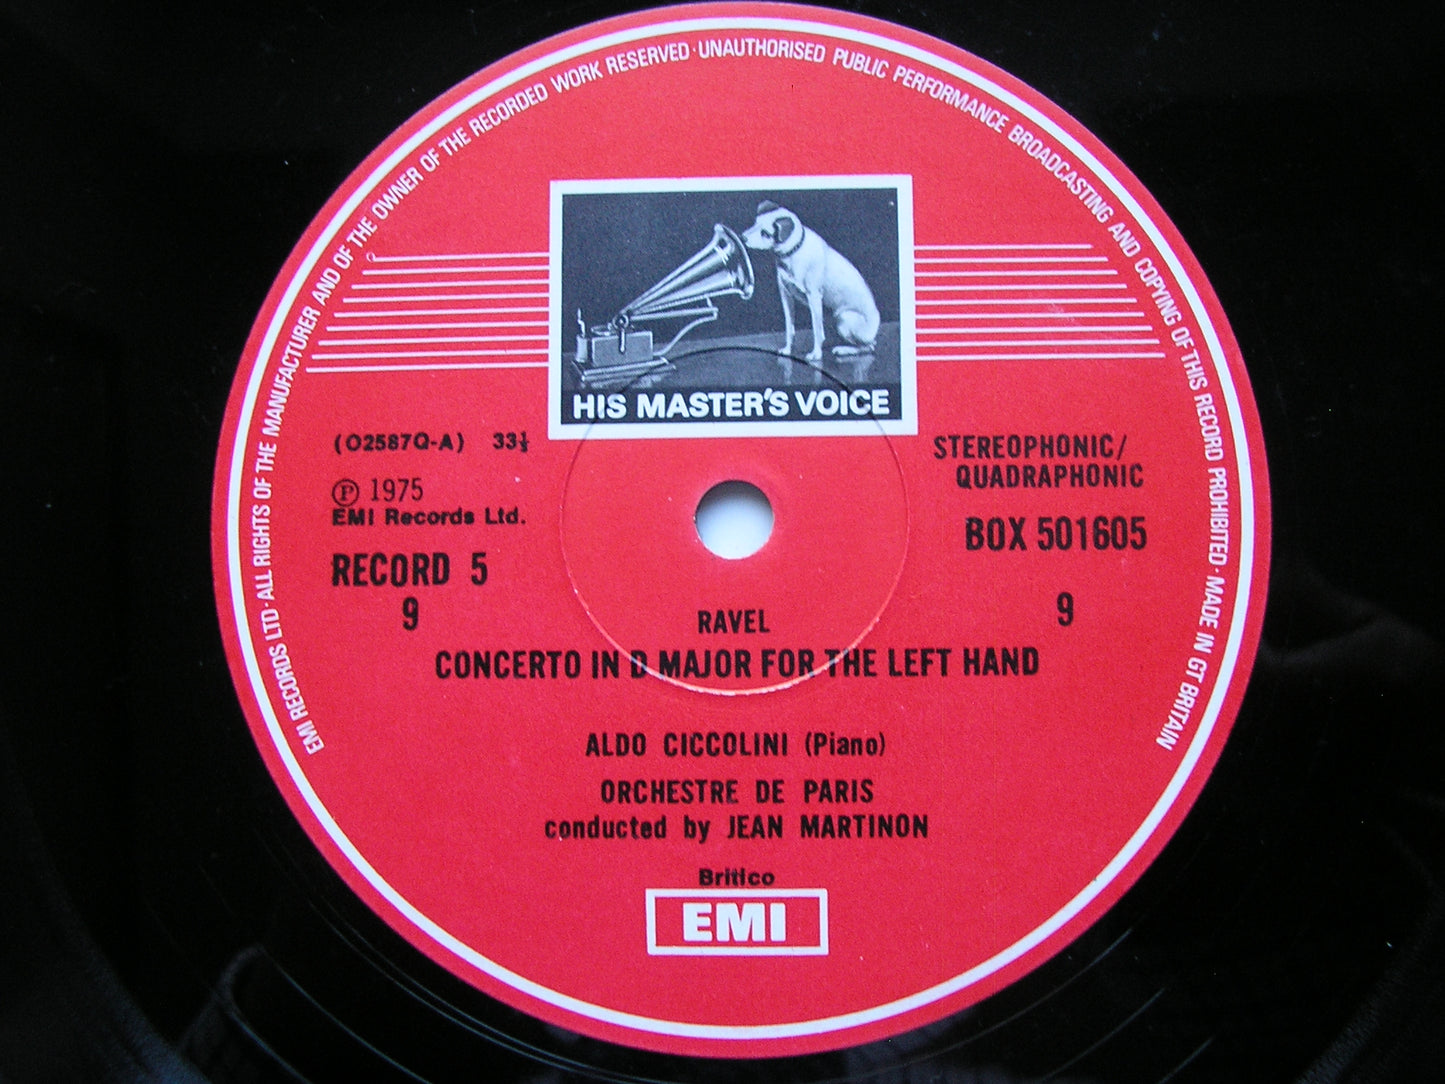 EMI RECORDS LTD·ALL RIGHTS OF THE MANUFACTURER AND OF THE OWNER OF THE RECORDED WORK RESERVED·UNAUTHORISED PUBLIC PERFORMANCE BROADCASTING AND COPYING OF THIS RECORD PROHIBITED·MADE IN GT BRITAIN
HIS MASTER'S VOICE
(O2587Q-A) 33⅓
STEREOPHONIC/
QUADRAPHONIC
Ⓟ 1975
EMI Records Ltd.
BOX 501605
RECORD 5
9
9
RAVEL
CONCERTO IN D MAJOR FOR THE LEFT HAND
ALDO CICCOLINI (Piano)
ORCHESTRE DE PARIS
conducted by JEAN MARTINON
Britico
EMI